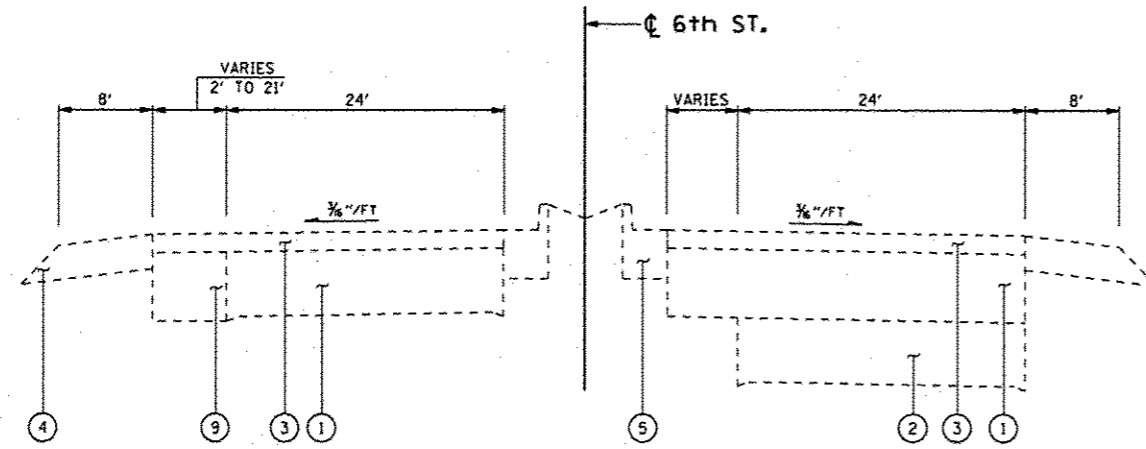 ℄ 6th ST.
VARIES
2' TO 21'
8'
24'
VARIES
24'
8'
3/16"/FT
3/16"/FT
4
9
3
1
5
2
3
1